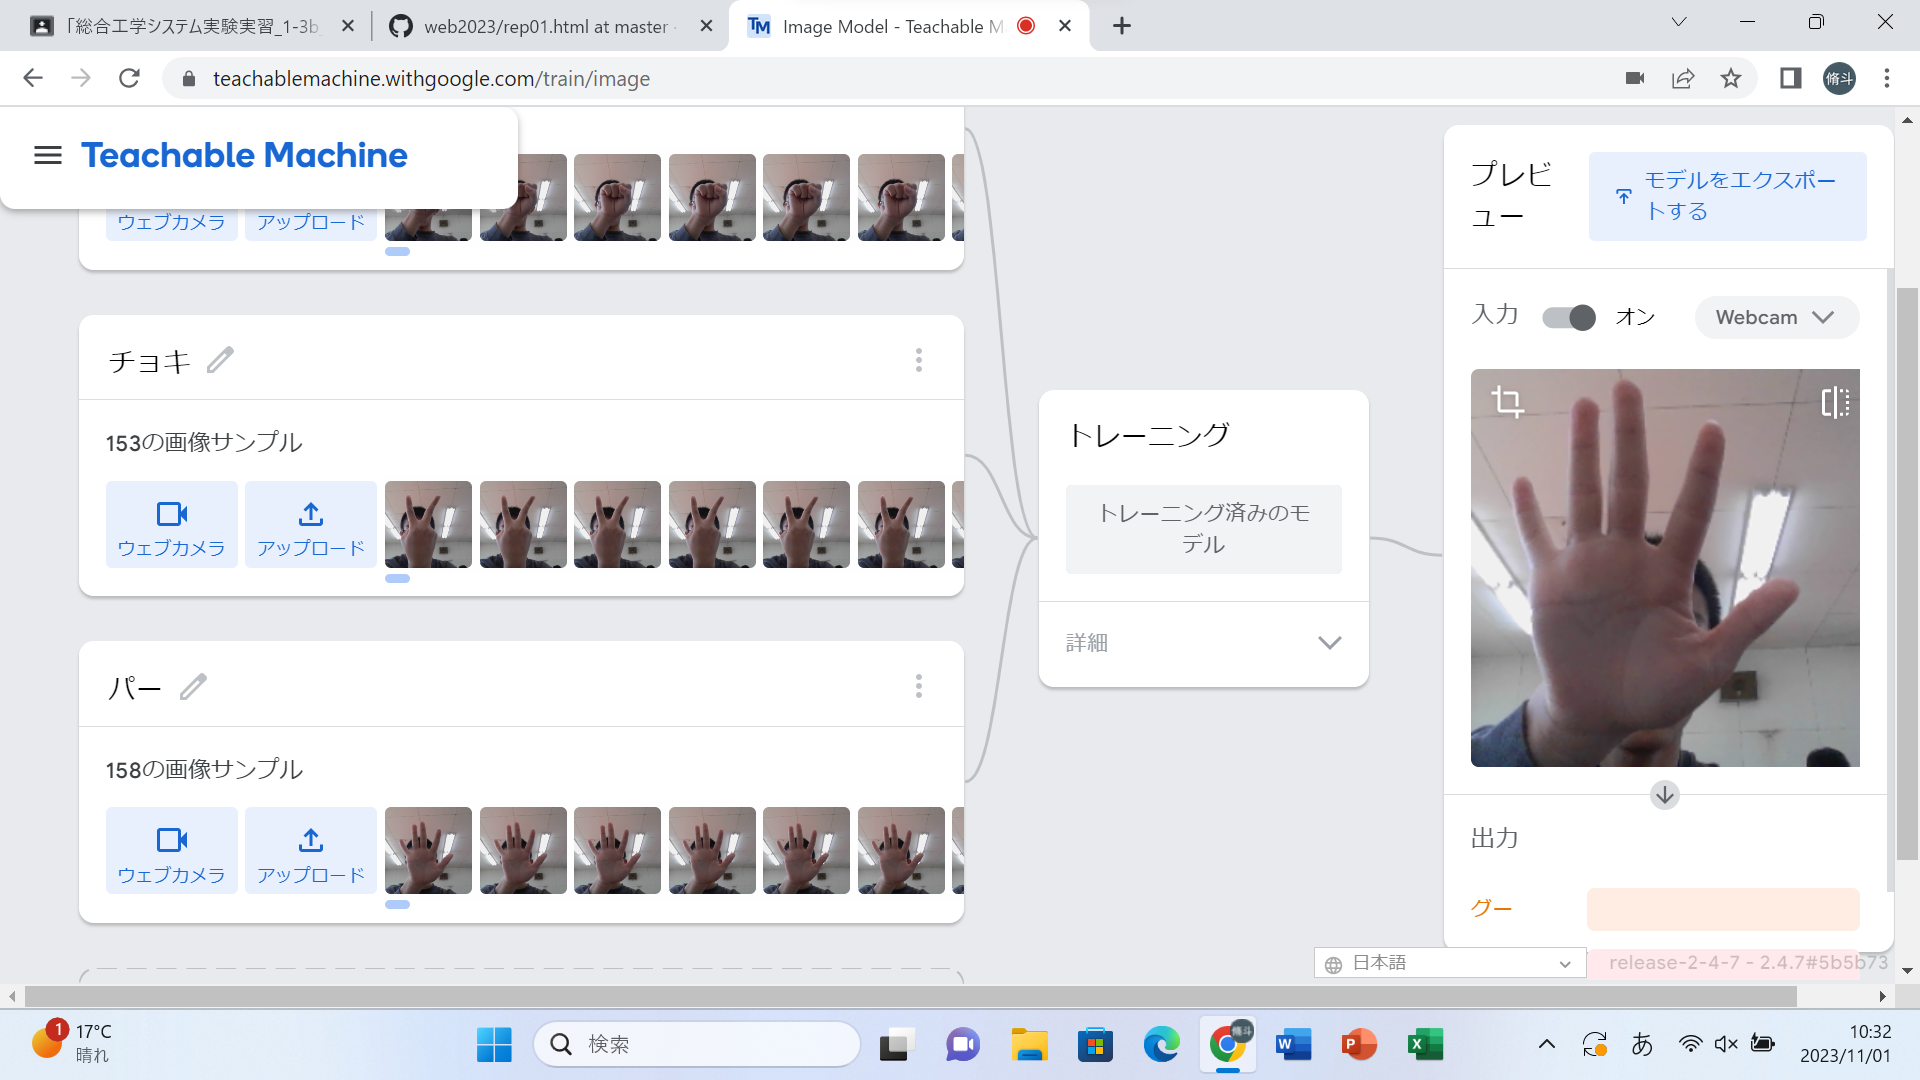 「総合工学システム実験実習_1-3b
web2023/rep01.html at master
Image Model - Teachable M
teachablemachine.withgoogle.com/train/image
脩斗
Teachable Machine
ウェブカメラ
アップロード
チョキ
153の画像サンプル
ウェブカメラ
アップロード
パー
158の画像サンプル
ウェブカメラ
アップロード
トレーニング
トレーニング済みのモ
デル
詳細
プレビ
ュー
モデルをエクスポー
トする
入力
オン
Webcam
出力
グー
日本語
release-2-4-7 - 2.4.7#5b5b73
1
17°C
晴れ
検索
あ
10:32
2023/11/01